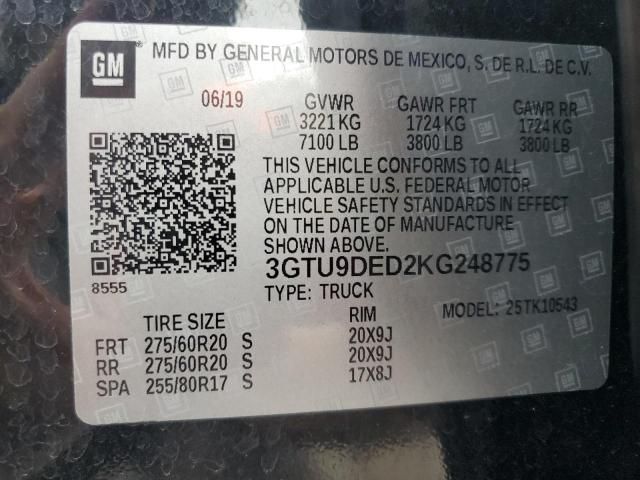 GM
MFD BY GENERAL MOTORS DE MEXICO, S. DE R.L. DE C.V.
06/19 GVWR GAWR FRT GAWR RR
3221 KG 1724 KG 1724 KG
7100 LB 3800 LB 3800 LB
THIS VEHICLE CONFORMS TO ALL
APPLICABLE U.S. FEDERAL MOTOR
VEHICLE SAFETY STANDARDS IN EFFECT
ON THE DATE OF MANUFACTURE
SHOWN ABOVE.
3GTU9DED2KG248775
8555
TYPE: TRUCK MODEL: 25TK10543
TIRE SIZE RIM
FRT 275/60R20 S 20X9J
RR 275/60R20 S 20X9J
SPA 255/80R17 S 17X8J